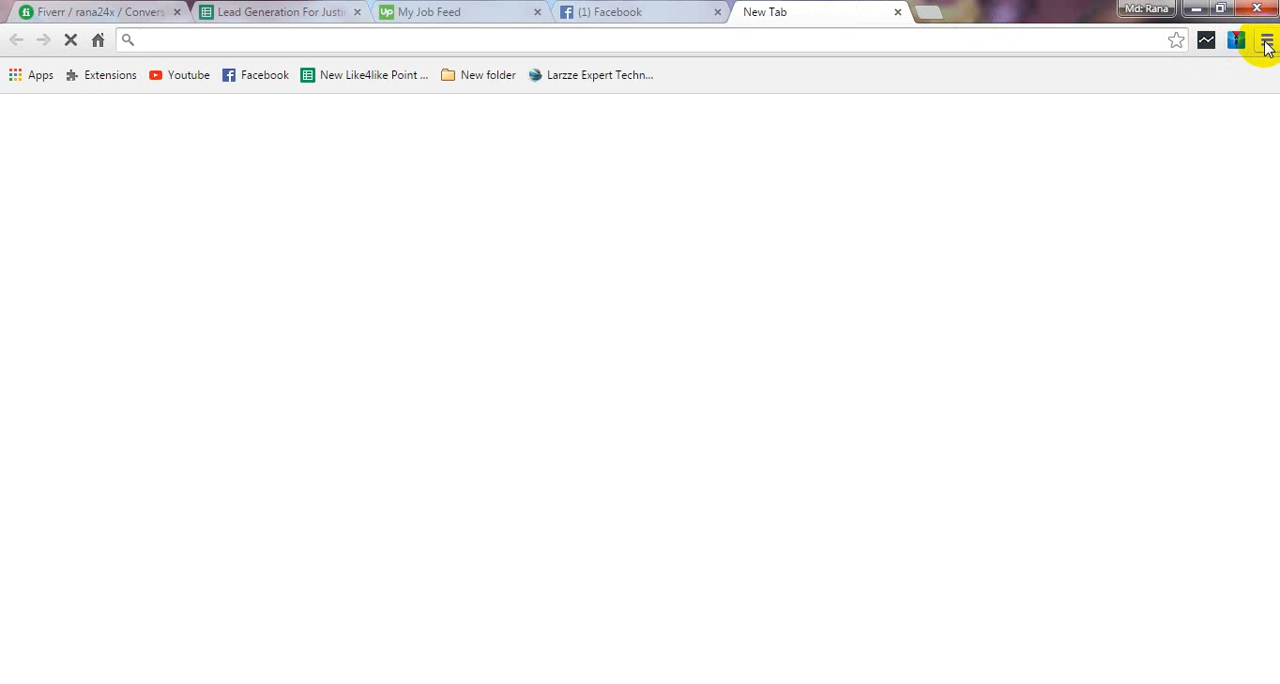 Fiverr / rana24x / Convers
Lead Generation For Justi
Up My Job Feed
(1) Facebook
New Tab
Md: Rana
Apps
Extensions
Youtube
Facebook
New Like4like Point ...
New folder
Larzze Expert Techn...